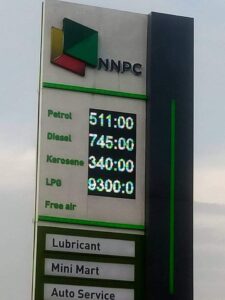 NNPC
Petrol 511:00
Diesel 745:00
Kerosene 340:00
LPG 9300:0
Free air
Lubricant
Mini Mart
Auto Service